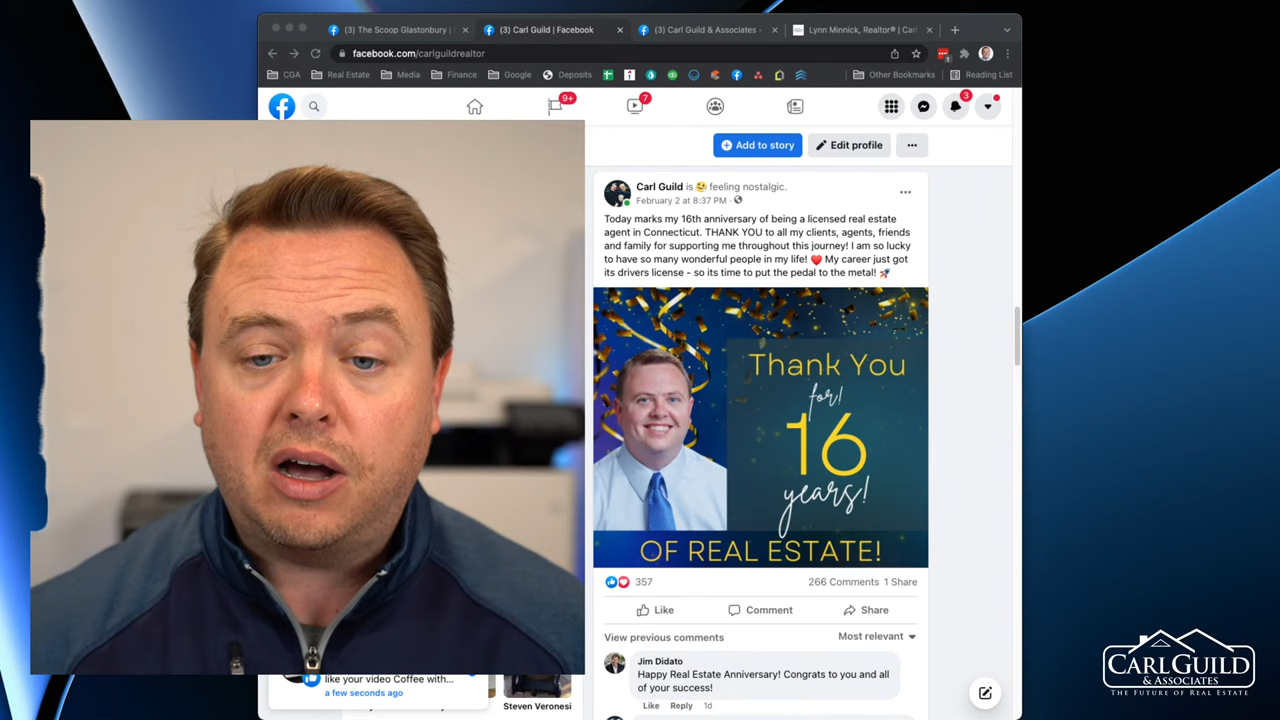 (3) The Scoop Glastonbury |
(3) Carl Guild | Facebook
(3) Carl Guild & Associates -
Lynn Minnick, Realtor® | Carl
facebook.com/carlguildrealtor
1
CGA
Real Estate
Media
Finance
Google
Deposits
Other Bookmarks
Reading List
9+
7
3
Add to story
Edit profile
Carl Guild is feeling nostalgic.
February 2 at 8:37 PM ·
Today marks my 16th anniversary of being a licensed real estate
agent in Connecticut. THANK YOU to all my clients, agents, friends
and family for supporting me throughout this journey! I am so lucky
to have so many wonderful people in my life! ❤️ My career just got
its drivers license - so its time to put the pedal to the metal! 🚀
Thank You
for!
16
years!
OF REAL ESTATE!
357
266 Comments 1 Share
Like
Comment
Share
View previous comments
Most relevant
Jim Didato
Happy Real Estate Anniversary! Congrats to you and all
of your success!
Like Reply 1d
like your video Coffee with...
a few seconds ago
Steven Veronesi
CARL GUILD
& ASSOCIATES
THE FUTURE OF REAL ESTATE